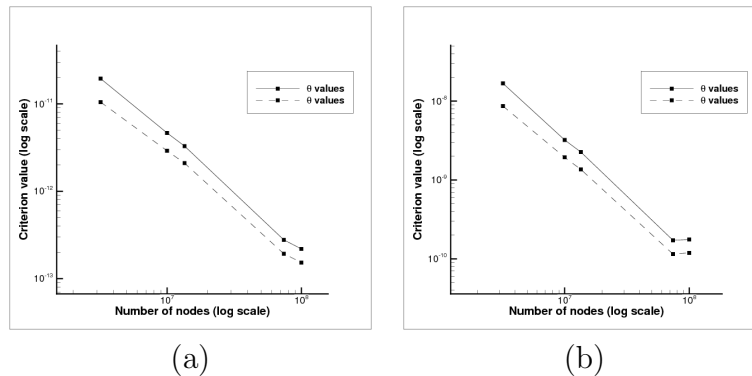 10⁻¹¹
10⁻¹²
10⁻¹³
Criterion value (log scale)
θ values
θ values
10⁷
10⁸
Number of nodes (log scale)
(a)
10⁻⁸
10⁻⁹
10⁻¹⁰
Criterion value (log scale)
θ values
θ values
10⁷
10⁸
Number of nodes (log scale)
(b)